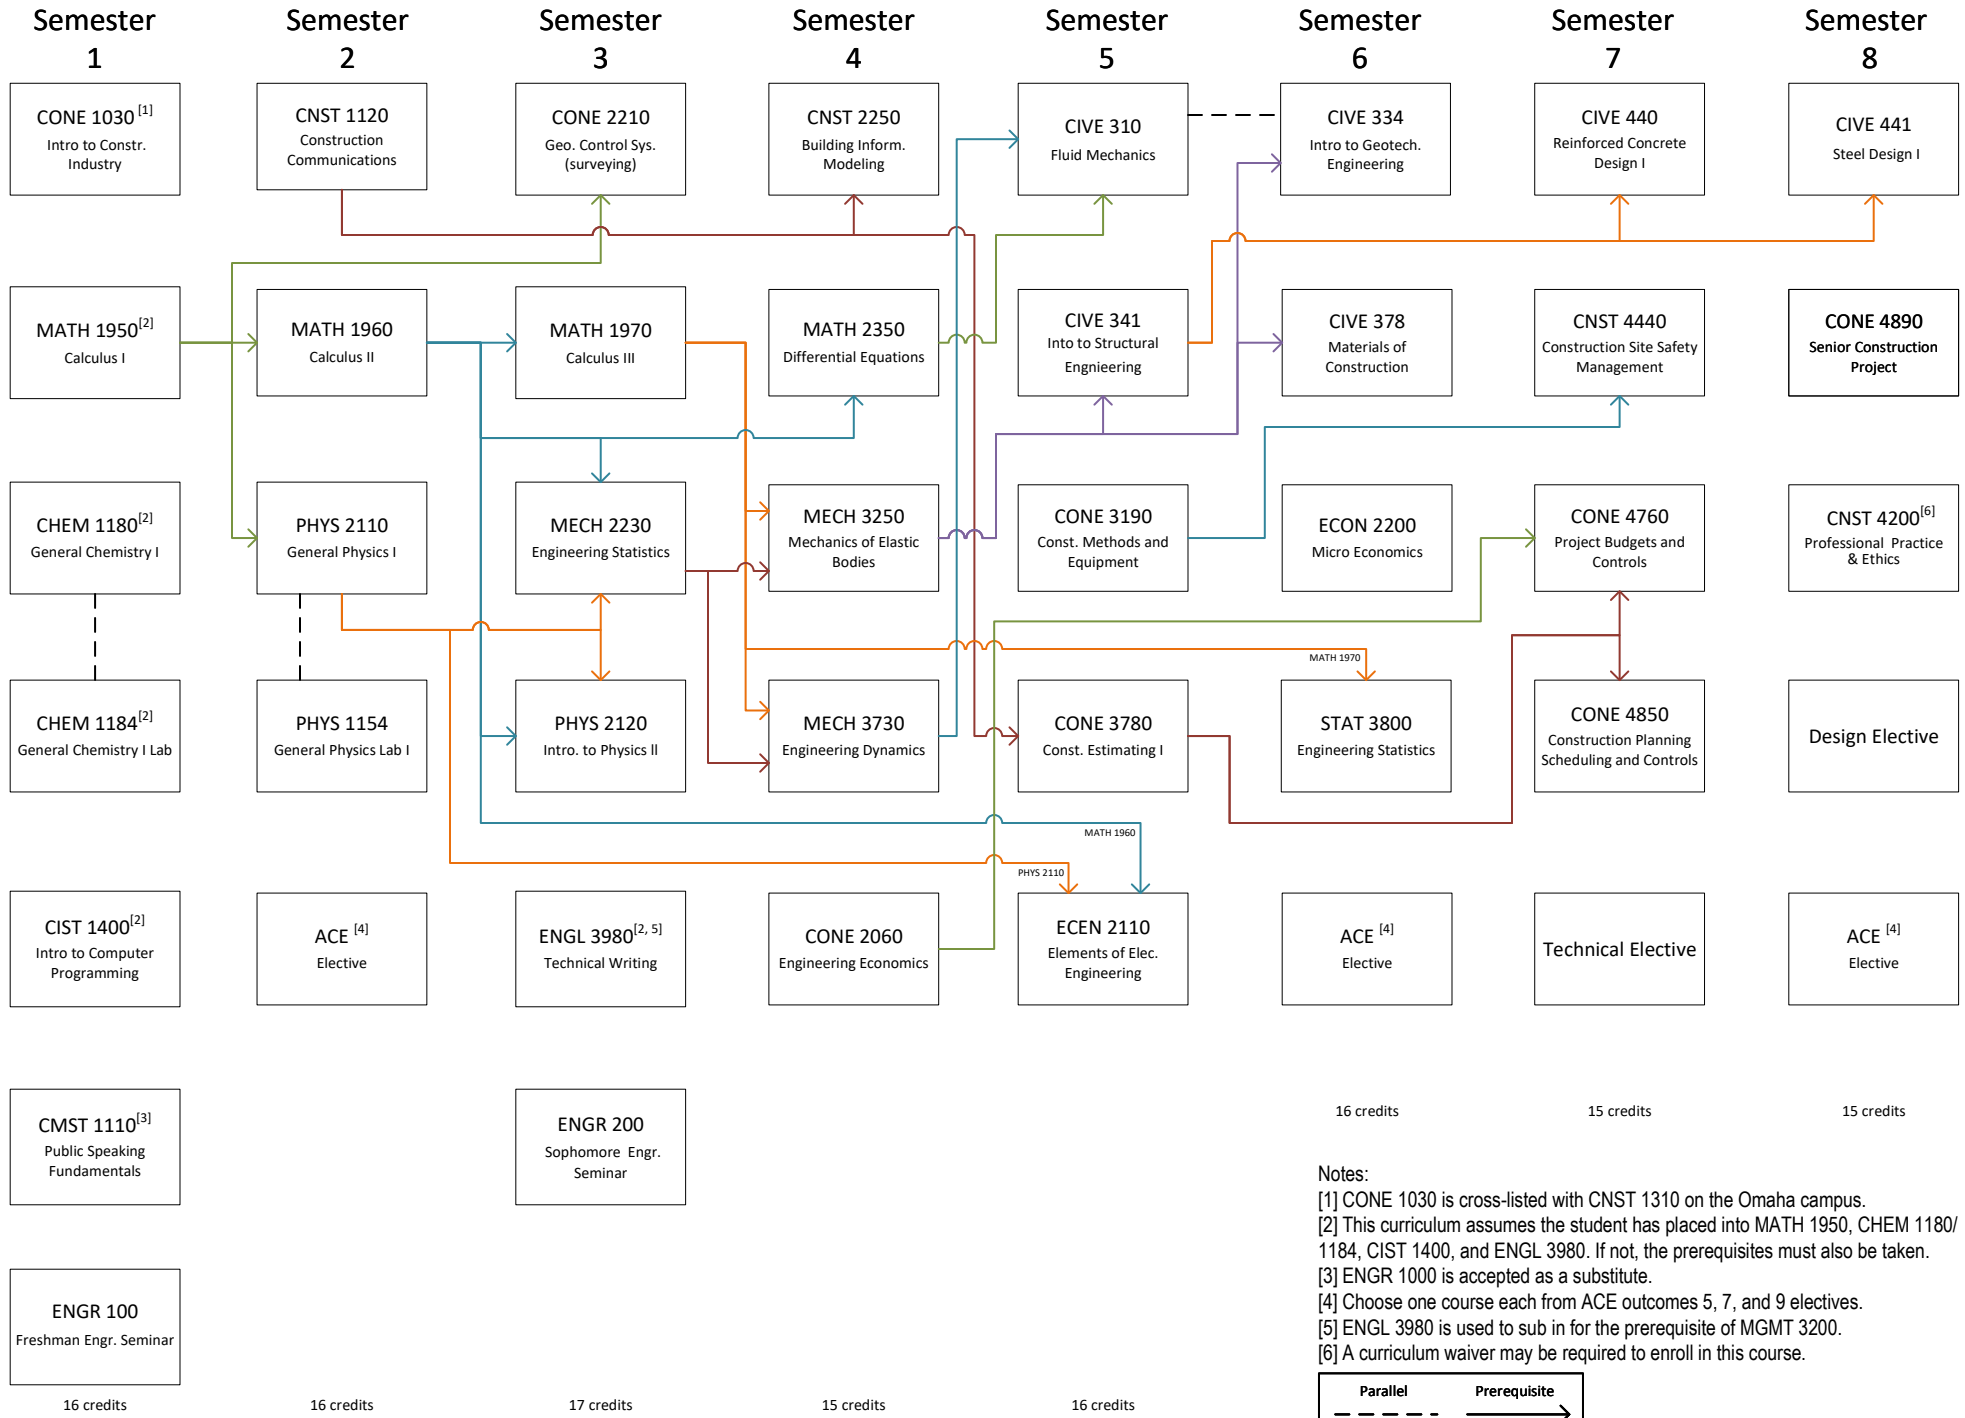 Semester
1
Semester
2
Semester
3
Semester
4
Semester
5
Semester
6
Semester
7
Semester
8
CONE 1030 [1]
Intro to Constr.
Industry
CNST 1120
Construction
Communications
CONE 2210
Geo. Control Sys.
(surveying)
CNST 2250
Building Inform.
Modeling
CIVE 310
Fluid Mechanics
CIVE 334
Intro to Geotech.
Engineering
CIVE 440
Reinforced Concrete
Design I
CIVE 441
Steel Design I
MATH 1950[2]
Calculus I
MATH 1960
Calculus II
MATH 1970
Calculus III
MATH 2350
Differential Equations
CIVE 341
Into to Structural
Engnieering
CIVE 378
Materials of
Construction
CNST 4440
Construction Site Safety
Management
CONE 4890
Senior Construction
Project
CHEM 1180[2]
General Chemistry I
PHYS 2110
General Physics I
MECH 2230
Engineering Statistics
MECH 3250
Mechanics of Elastic
Bodies
CONE 3190
Const. Methods and
Equipment
ECON 2200
Micro Economics
CONE 4760
Project Budgets and
Controls
CNST 4200[6]
Professional Practice
& Ethics
MATH 1970
CHEM 1184[2]
General Chemistry I Lab
PHYS 1154
General Physics Lab I
PHYS 2120
Intro. to Physics ll
MECH 3730
Engineering Dynamics
CONE 3780
Const. Estimating I
STAT 3800
Engineering Statistics
CONE 4850
Construction Planning
Scheduling and Controls
Design Elective
MATH 1960
PHYS 2110
CIST 1400[2]
Intro to Computer
Programming
ACE [4]
Elective
ENGL 3980[2, 5]
Technical Writing
CONE 2060
Engineering Economics
ECEN 2110
Elements of Elec.
Engineering
ACE [4]
Elective
Technical Elective
ACE [4]
Elective
CMST 1110[3]
Public Speaking
Fundamentals
ENGR 200
Sophomore Engr.
Seminar
16 credits
15 credits
15 credits
ENGR 100
Freshman Engr. Seminar
16 credits
16 credits
17 credits
15 credits
16 credits
Notes:
[1] CONE 1030 is cross-listed with CNST 1310 on the Omaha campus.
[2] This curriculum assumes the student has placed into MATH 1950, CHEM 1180/
1184, CIST 1400, and ENGL 3980. If not, the prerequisites must also be taken.
[3] ENGR 1000 is accepted as a substitute.
[4] Choose one course each from ACE outcomes 5, 7, and 9 electives.
[5] ENGL 3980 is used to sub in for the prerequisite of MGMT 3200.
[6] A curriculum waiver may be required to enroll in this course.
Parallel
Prerequisite